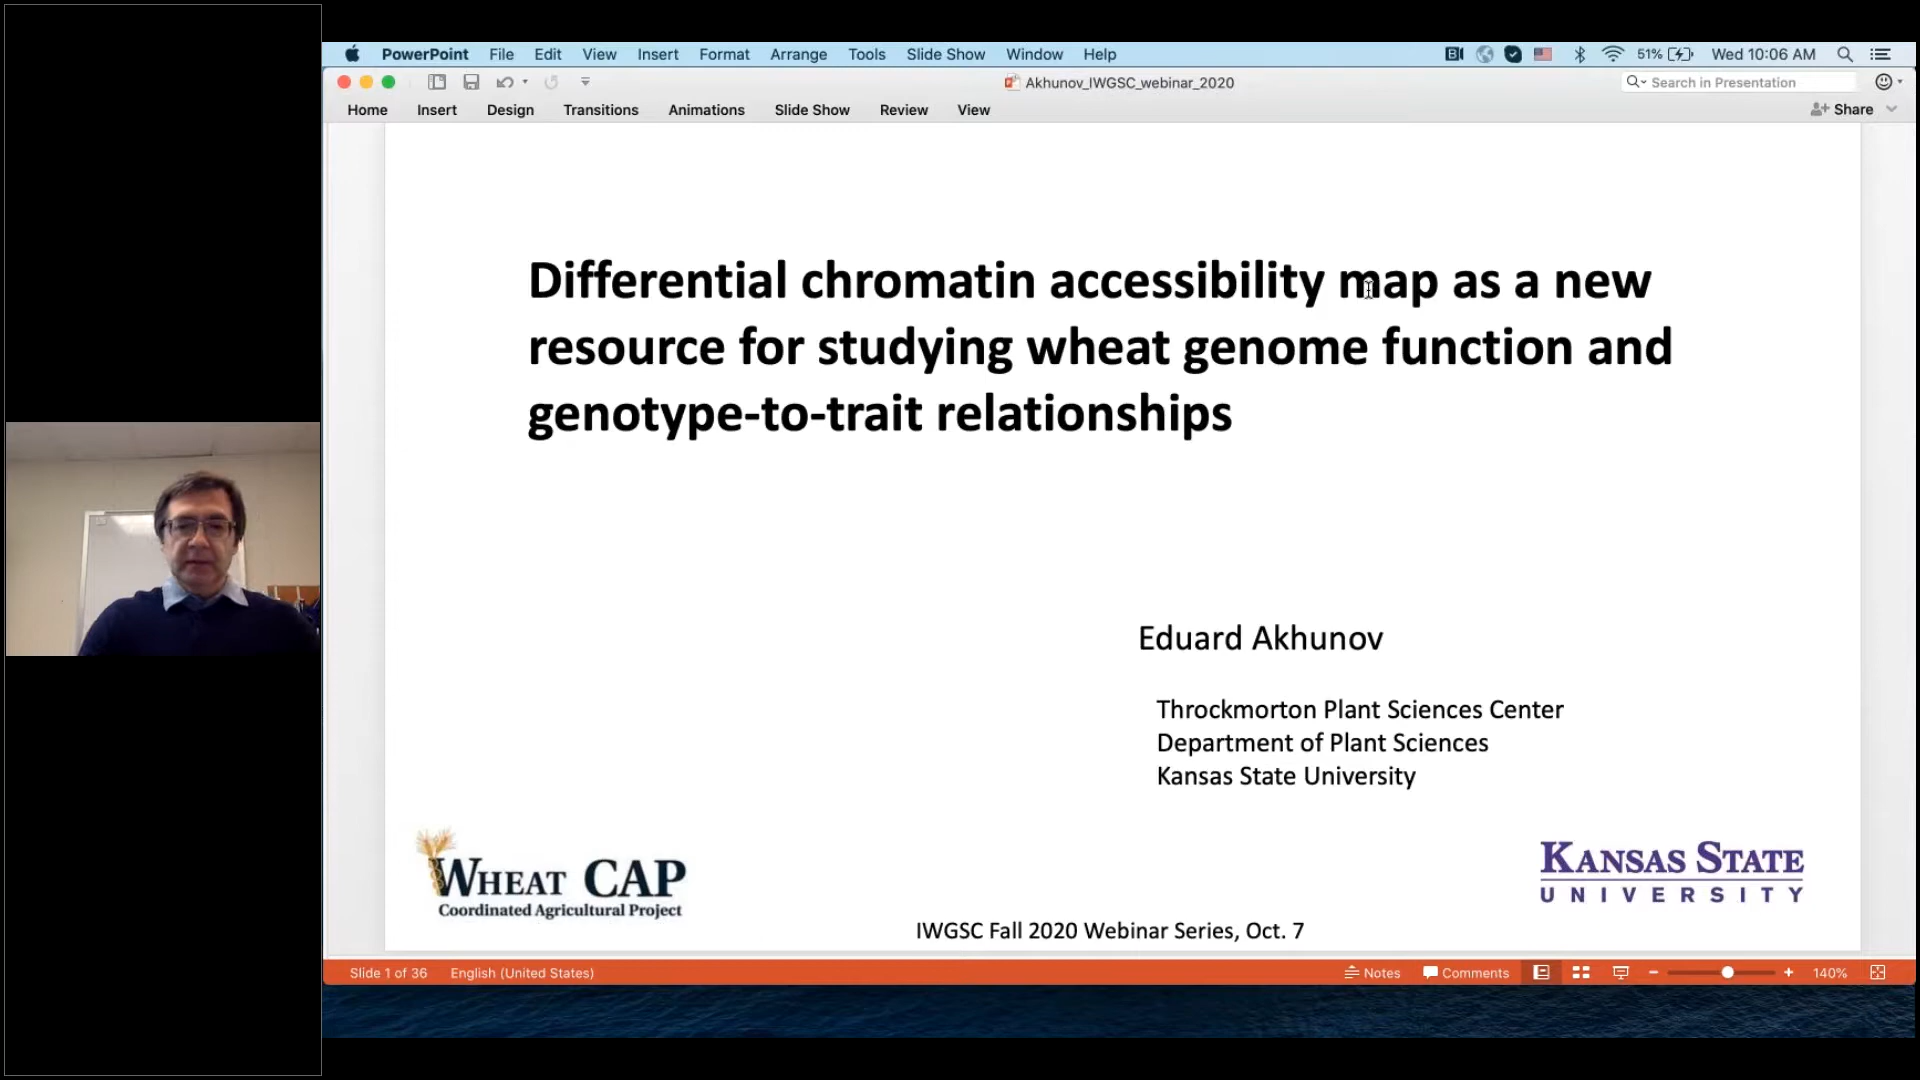 PowerPoint File Edit View Insert Format Arrange Tools Slide Show Window Help 51% Wed 10:06 AM
Akhunov_IWGSC_webinar_2020 Search in Presentation
Home Insert Design Transitions Animations Slide Show Review View Share
Differential chromatin accessibility map as a new
resource for studying wheat genome function and
genotype-to-trait relationships
Eduard Akhunov
Throckmorton Plant Sciences Center
Department of Plant Sciences
Kansas State University
WHEAT CAP
Coordinated Agricultural Project
KANSAS STATE
UNIVERSITY
IWGSC Fall 2020 Webinar Series, Oct. 7
Slide 1 of 36 English (United States) Notes Comments 140%